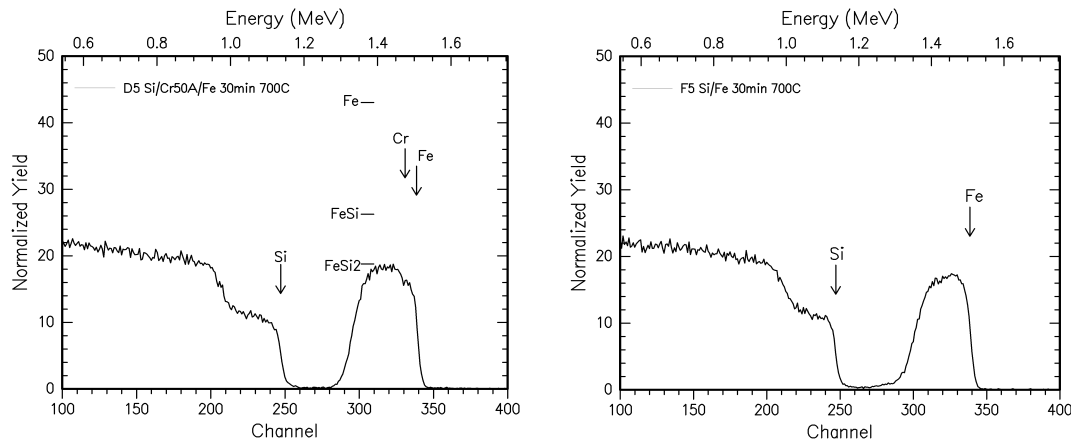 Energy (MeV)
0.6 0.8 1.0 1.2 1.4 1.6
50
40
30
20
10
0
Normalized Yield
D5 Si/Cr50A/Fe 30min 700C
Fe
Cr
Fe
FeSi
FeSi2
Si
100 150 200 250 300 350 400
Channel
Energy (MeV)
0.6 0.8 1.0 1.2 1.4 1.6
50
40
30
20
10
0
Normalized Yield
F5 Si/Fe 30min 700C
Fe
Si
100 150 200 250 300 350 400
Channel